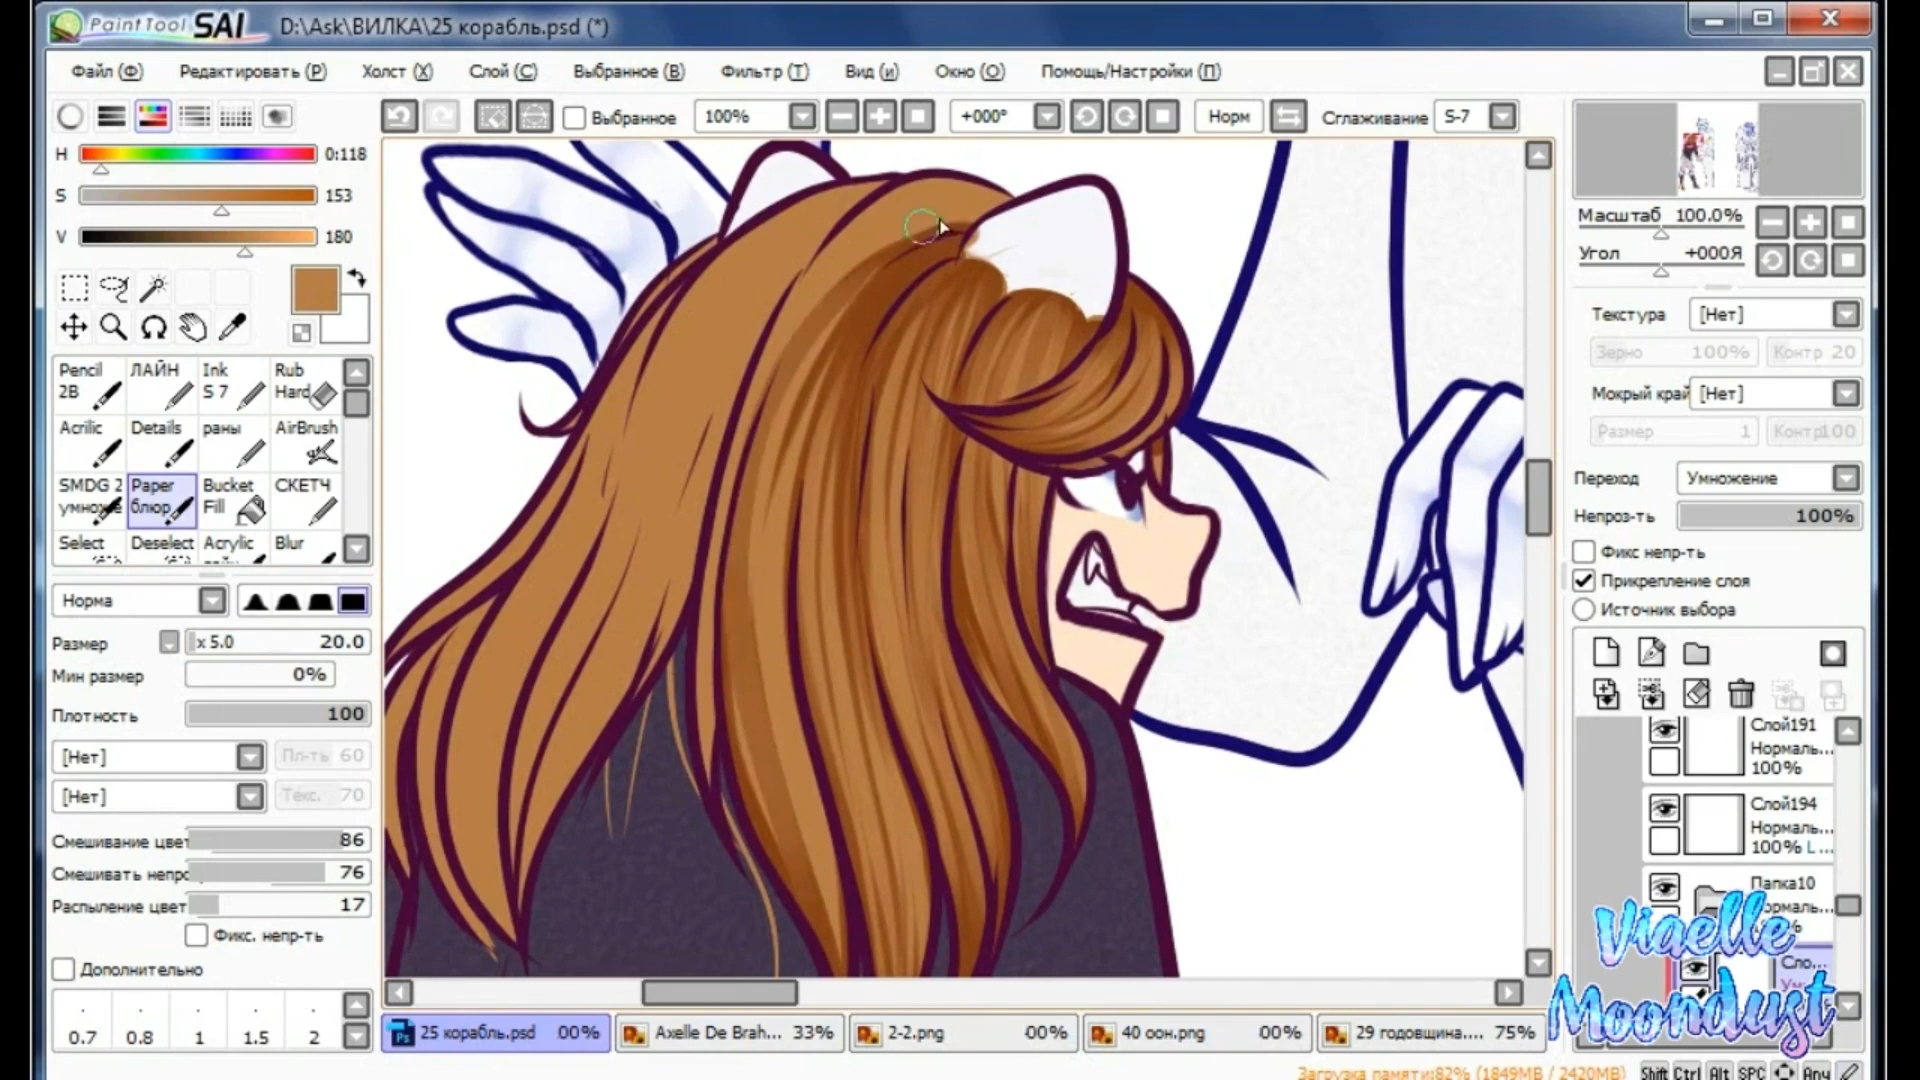 PaintTool SAI D:\Ask\ВИЛКА\25 корабль.psd (*)
Файл (Ф) Редактировать (Р) Холст (Х) Слой (С) Выбранное (В) Фильтр (Т) Вид (и) Окно (О) Помощь/Настройки (П)
Выбранное 100% +000° Норм Сглаживание S-7
H 0:118
S 153
V 180
Pencil 2B
ЛАЙН
Ink S 7
Rub Hard
Acrilic
Details
раны
AirBrush
SMDG 2 умноже
Paper блюр
Bucket Fill
СКЕТЧ
Select
Deselect
Acrylic
Blur
Норма
Размер x 5.0 20.0
Мин размер 0%
Плотность 100
[Нет] Пл-ть 60
[Нет] Текс. 70
Смешивание цвет 86
Смешивать непро 76
Распыление цвет 17
Фикс. непр-ть
Дополнительно
0.7 0.8 1 1.5 2
Масштаб 100.0%
Угол +000Я
Текстура [Нет]
Зерно 100% Контр 20
Мокрый край [Нет]
Размер 1 Контр100
Переход Умножение
Непроз-ть 100%
Фикс непр-ть
Прикрепление слоя
Источник выбора
Слой191
Нормаль...
100%
Слой194
Нормаль...
100% L ...
Папка10
ормаль...
%
Сло...
Viaelle
Moondust
25 корабль.psd 00% Axelle De Brah... 33% 2-2.png 00% 40 оон.png 00% 29 годовщина.... 75%
Загрузка памяти:82% (1849MB / 2420MB) Shift Ctrl Alt SPC Any